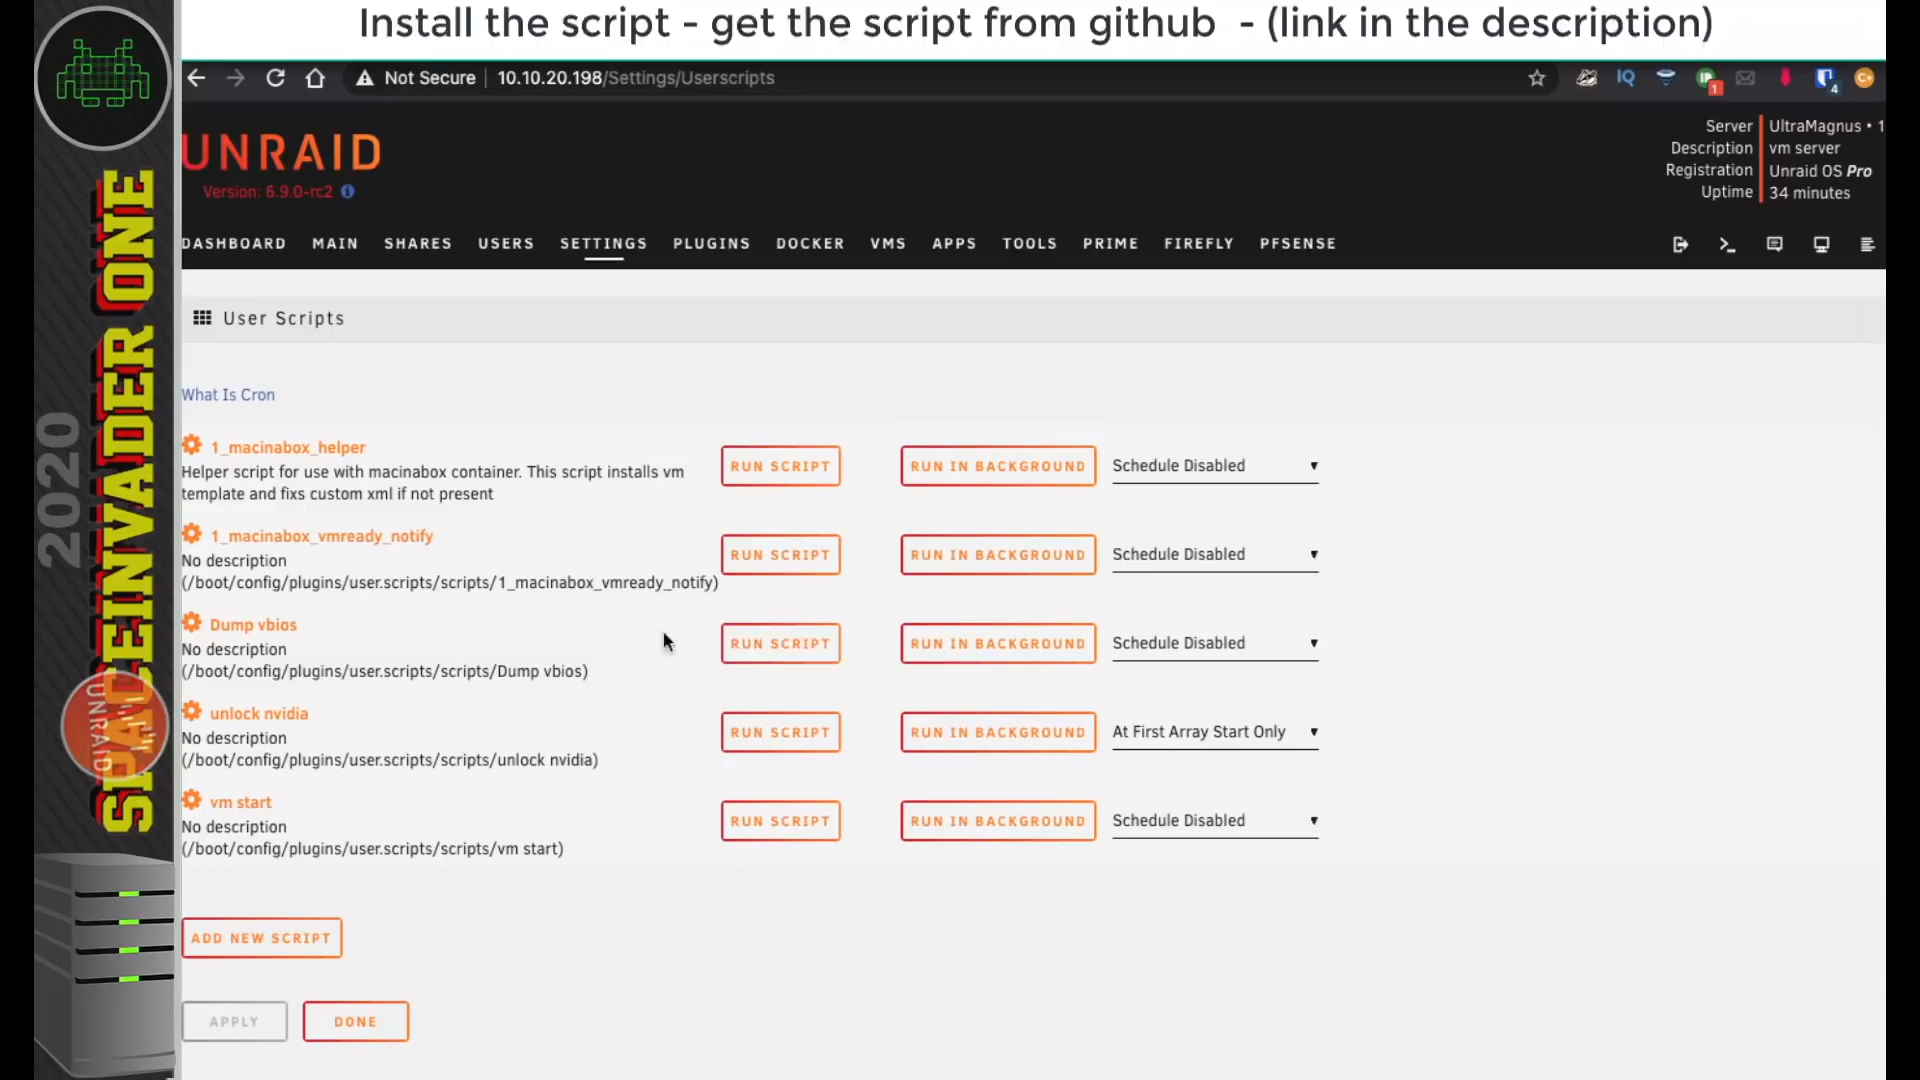 Install the script - get the script from github - (link in the description)
Not Secure | 10.10.20.198/Settings/Userscripts
IQ
1
4
C+
UNRAID
Version: 6.9.0-rc2
Server UltraMagnus • 1
Description vm server
Registration Unraid OS Pro
Uptime 34 minutes
DASHBOARD MAIN SHARES USERS SETTINGS PLUGINS DOCKER VMS APPS TOOLS PRIME FIREFLY PFSENSE
User Scripts
What Is Cron
1_macinabox_helper
Helper script for use with macinabox container. This script installs vm
template and fixs custom xml if not present
RUN SCRIPT RUN IN BACKGROUND Schedule Disabled
1_macinabox_vmready_notify
No description
(/boot/config/plugins/user.scripts/scripts/1_macinabox_vmready_notify)
RUN SCRIPT RUN IN BACKGROUND Schedule Disabled
Dump vbios
No description
(/boot/config/plugins/user.scripts/scripts/Dump vbios)
RUN SCRIPT RUN IN BACKGROUND Schedule Disabled
unlock nvidia
No description
(/boot/config/plugins/user.scripts/scripts/unlock nvidia)
RUN SCRIPT RUN IN BACKGROUND At First Array Start Only
vm start
No description
(/boot/config/plugins/user.scripts/scripts/vm start)
RUN SCRIPT RUN IN BACKGROUND Schedule Disabled
ADD NEW SCRIPT
APPLY DONE
2020
SPACEINVADER ONE
UNRAID